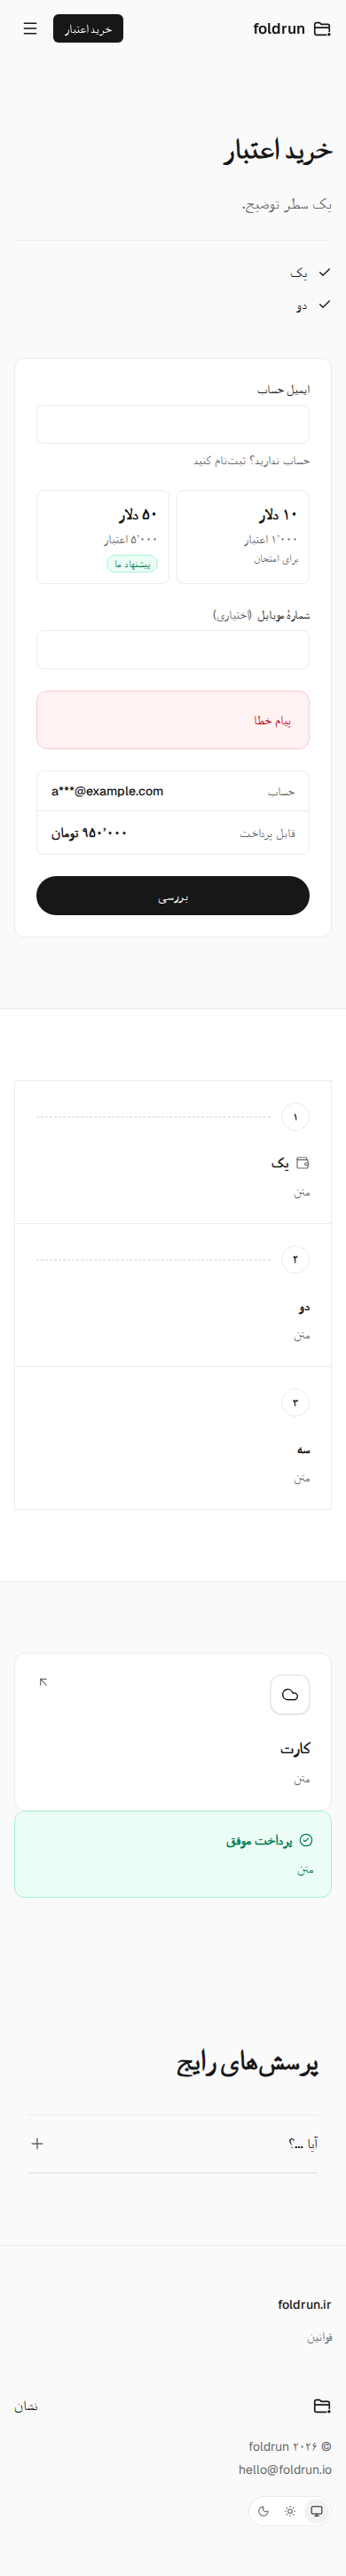 foldrun
خرید اعتبار
خرید اعتبار
یک سطر توضیح.
یک
دو
ایمیل حساب
حساب ندارید؟ ثبت‌نام کنید
۱۰ دلار
۱٬۰۰۰ اعتبار
برای امتحان
۵۰ دلار
۵٬۰۰۰ اعتبار
پیشنهاد ما
شمارهٔ موبایل (اختیاری)
پیام خطا
حساب a***@example.com
قابل پرداخت ۹۵۰٬۰۰۰ تومان
بررسی
۱
یک
متن
۲
دو
متن
۳
سه
متن
کارت
متن
پرداخت موفق
متن
پرسش‌های رایج
آیا …؟
foldrun.ir
قوانین
نشان
© ۲۰۲۶ foldrun
hello@foldrun.io